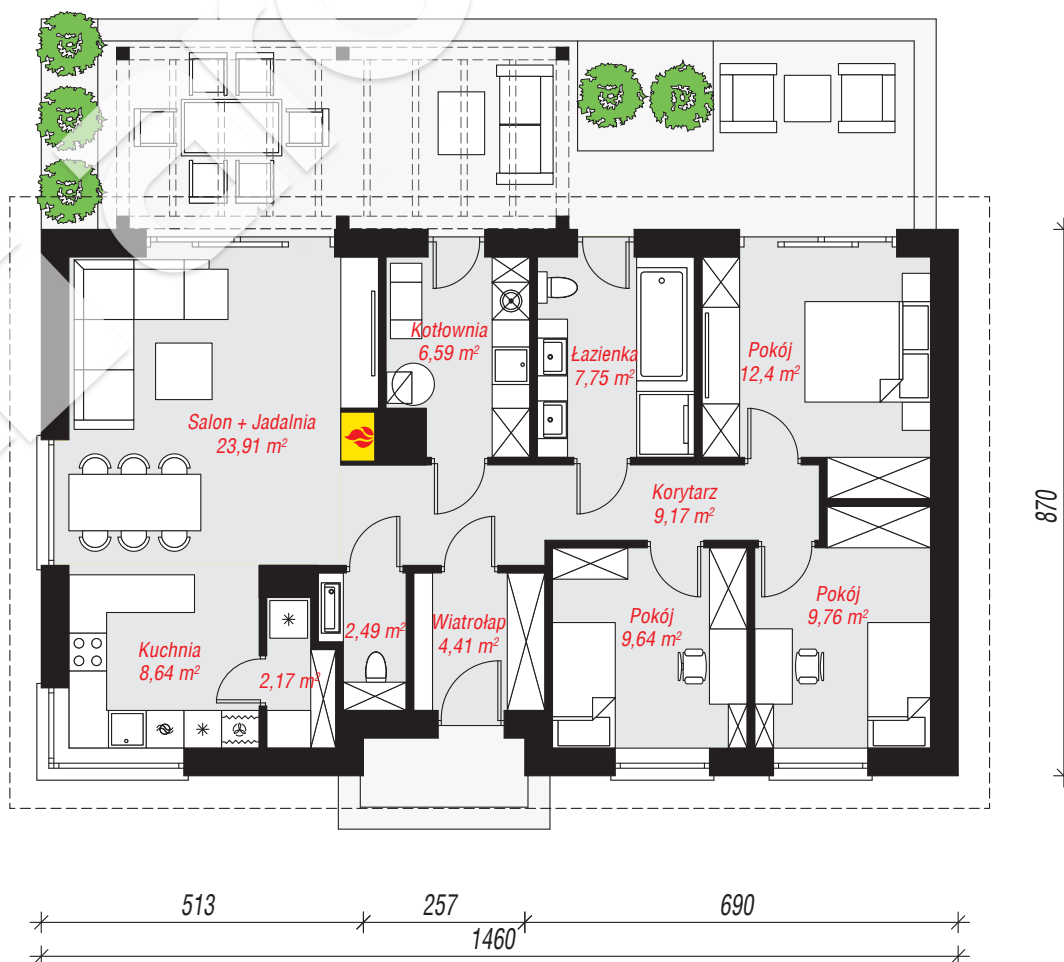 Kotłownia
6,59 m²
Łazienka
7,75 m²
Pokój
12,4 m²
Salon + Jadalnia
23,91 m²
Korytarz
9,17 m²
870
Kuchnia
8,64 m²
2,17 m²
2,49 m²
Wiatrołap
4,41 m²
Pokój
9,64 m²
Pokój
9,76 m²
513
257
690
1460